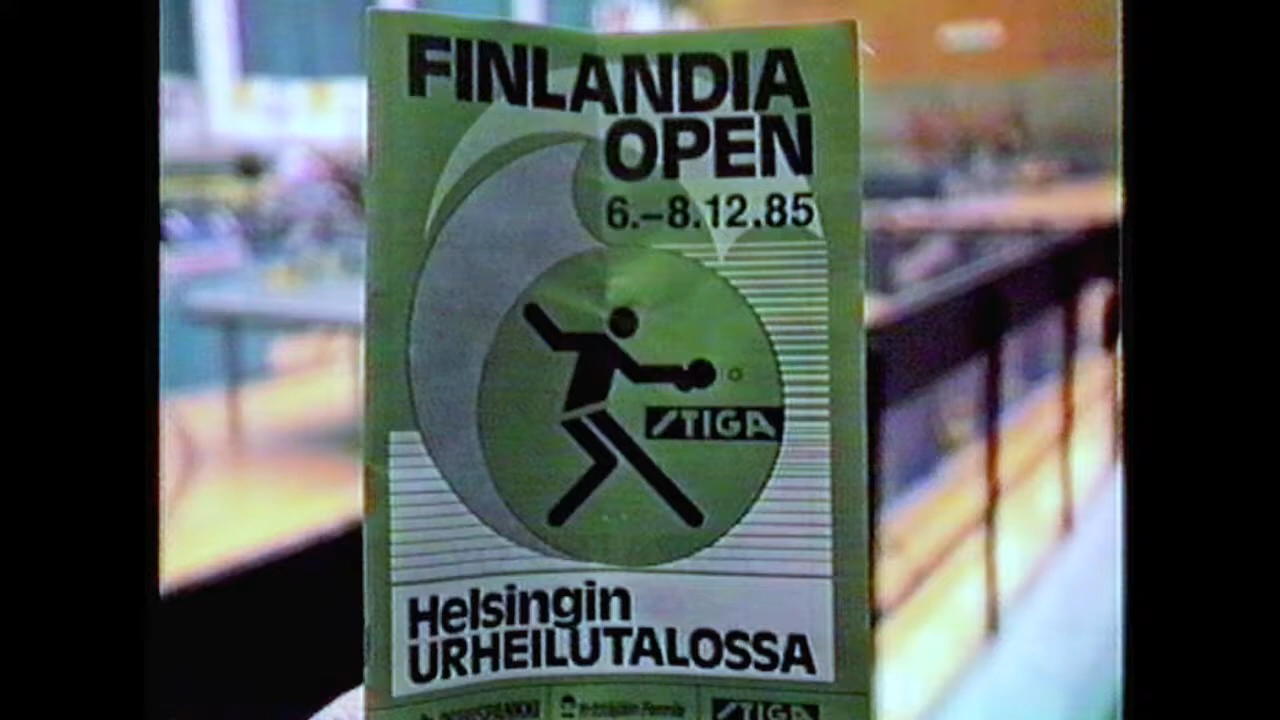 FINLANDIA
OPEN
6.–8.12.85
STIGA
Helsingin
URHEILUTALOSSA
STIGA